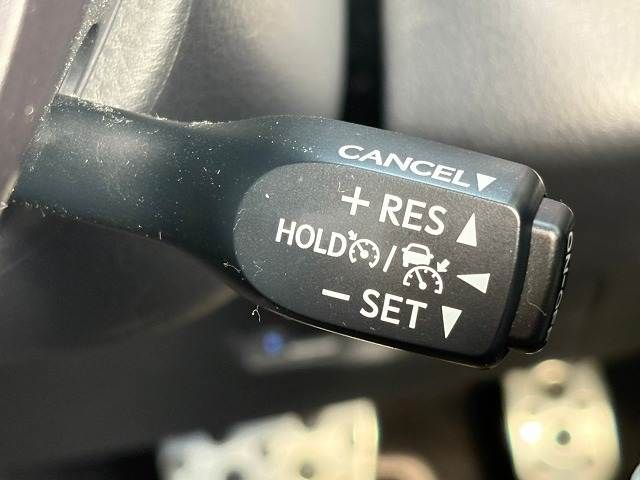 CANCEL▼
+ RES ▲
HOLD / ◀
− SET ▼